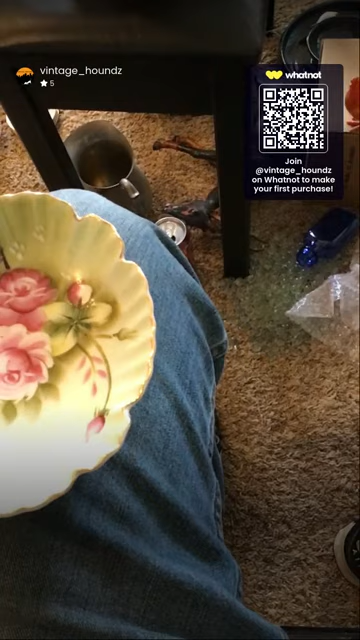 vintage_houndz
★5
whatnot
Join
@vintage_houndz
on Whatnot to make
your first purchase!